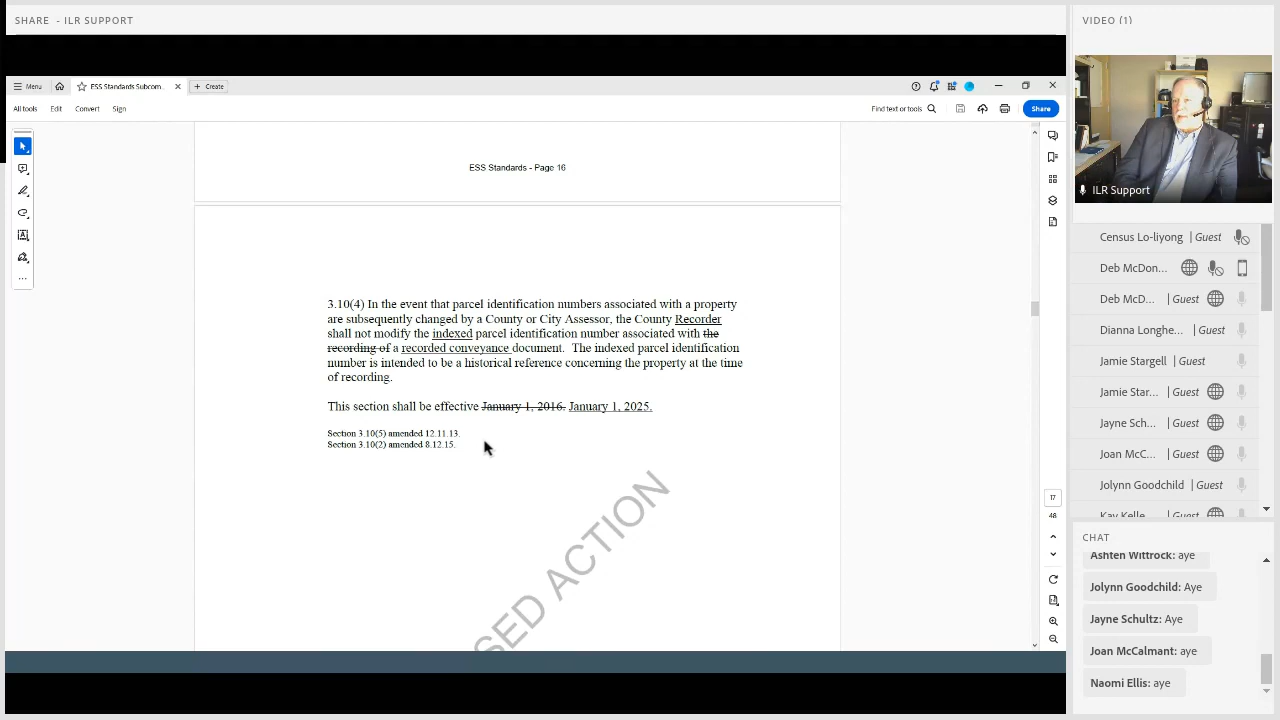 SHARE - ILR SUPPORT
VIDEO (1)
Menu
ESS Standards Subcom...
Create
All tools
Edit
Convert
Sign
Find text or tools
Share
ESS Standards - Page 16
3.10(4) In the event that parcel identification numbers associated with a property
are subsequently changed by a County or City Assessor, the County Recorder
shall not modify the indexed parcel identification number associated with the
recording of a recorded conveyance document. The indexed parcel identification
number is intended to be a historical reference concerning the property at the time
of recording.
This section shall be effective January 1, 2016. January 1, 2025.
Section 3.10(5) amended 12.11.13.
Section 3.10(2) amended 8.12.15.
SED ACTION
17
48
ILR Support
Census Lo-liyong | Guest
Deb McDon...
Deb McD... | Guest
Dianna Longhe... | Guest
Jamie Stargell | Guest
Jamie Star... | Guest
Jayne Sch... | Guest
Joan McC... | Guest
Jolynn Goodchild | Guest
Kay Kelle... | Guest
CHAT
Ashten Wittrock: aye
Jolynn Goodchild: Aye
Jayne Schultz: Aye
Joan McCalmant: aye
Naomi Ellis: aye